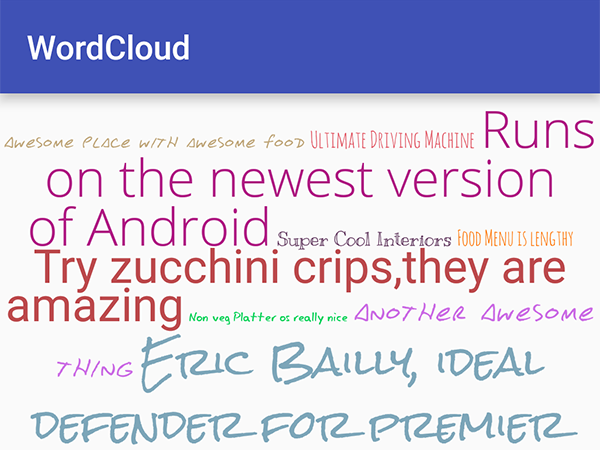 WordCloud
Awesome place with awesome food Ultimate Driving Machine Runs
on the newest version
of Android Super Cool Interiors Food Menu is lengthy
Try zucchini crips,they are
amazing Non veg Platter os really nice Another awesome
thing Eric Bailly, ideal
defender for premier